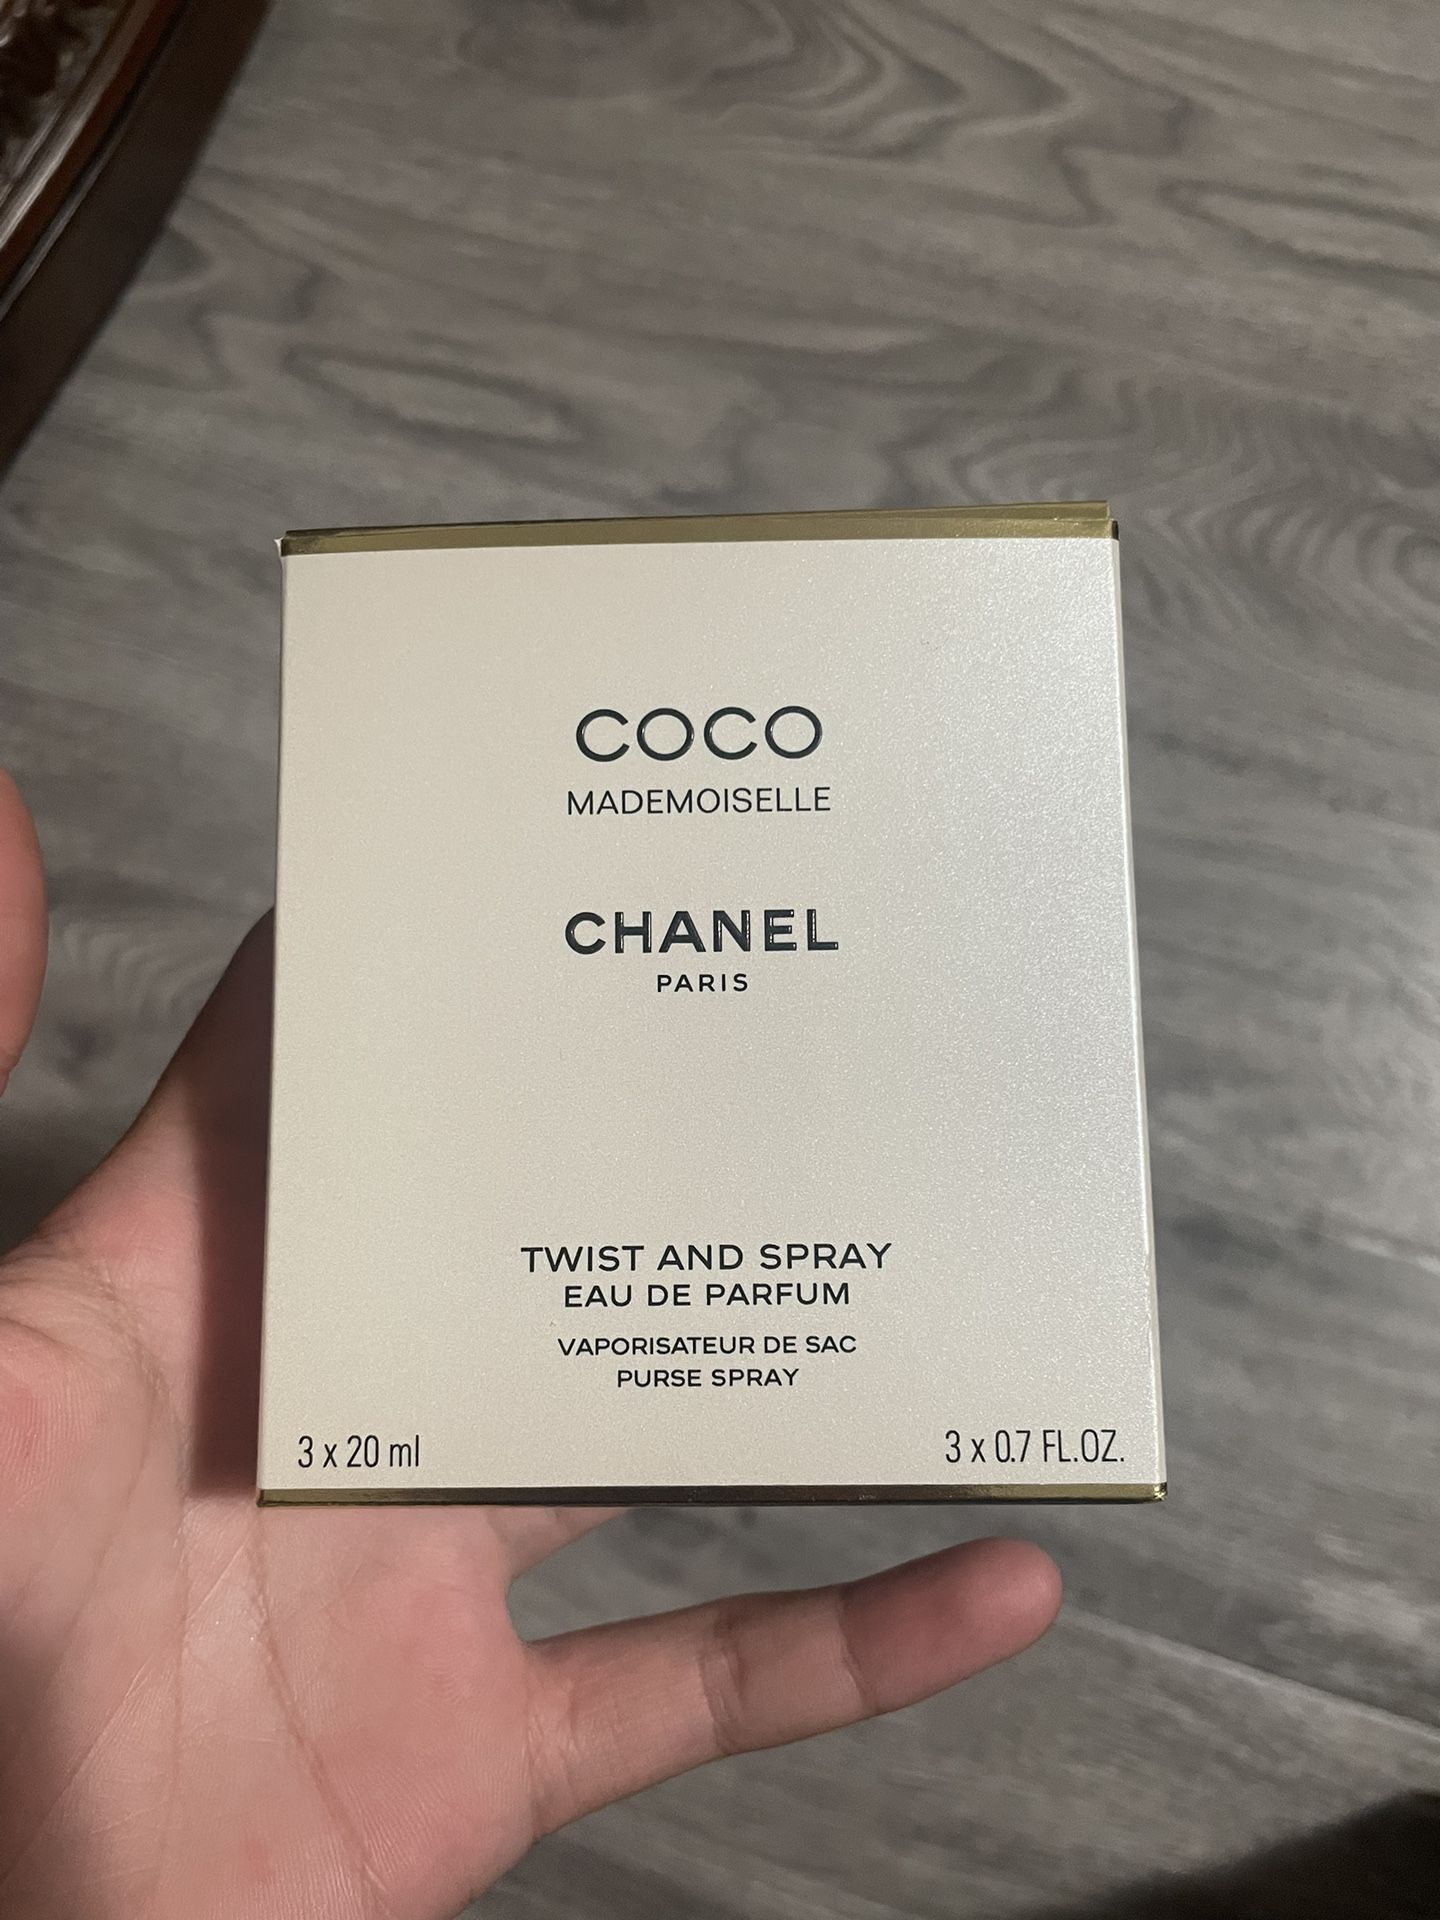 COCO
MADEMOISELLE
CHANEL
PARIS
TWIST AND SPRAY
EAU DE PARFUM
VAPORISATEUR DE SAC
PURSE SPRAY
3 x 20 ml
3 x 0.7 FL.OZ.